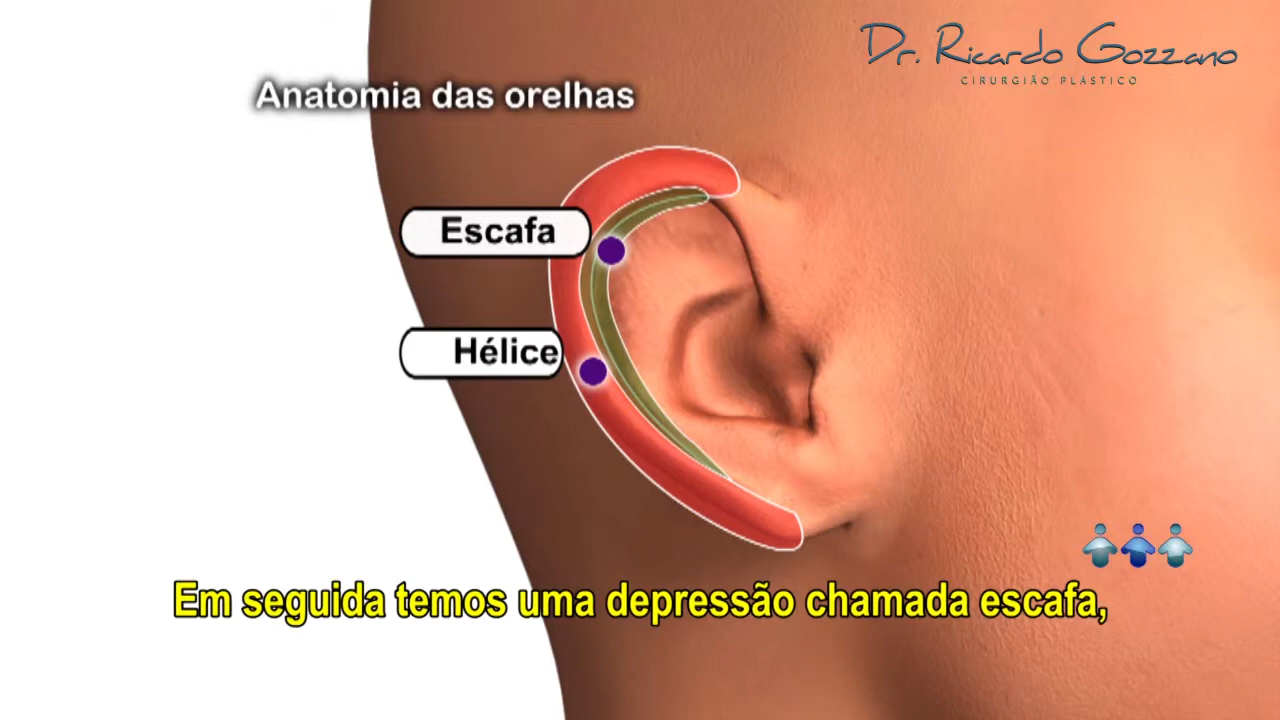 Dr. Ricardo Gozzano
CIRURGIÃO PLÁSTICO
Anatomia das orelhas
Escafa
Hélice
Em seguida temos uma depressão chamada escafa,